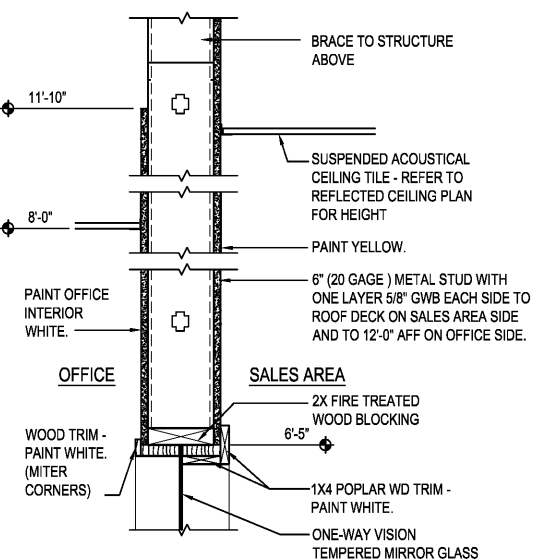 BRACE TO STRUCTURE
ABOVE
11'-10"
SUSPENDED ACOUSTICAL
CEILING TILE - REFER TO
REFLECTED CEILING PLAN
FOR HEIGHT
8'-0"
PAINT YELLOW.
6" (20 GAGE ) METAL STUD WITH
ONE LAYER 5/8" GWB EACH SIDE TO
ROOF DECK ON SALES AREA SIDE
AND TO 12'-0" AFF ON OFFICE SIDE.
PAINT OFFICE
INTERIOR
WHITE.
OFFICE
SALES AREA
2X FIRE TREATED
WOOD BLOCKING
6'-5"
WOOD TRIM -
PAINT WHITE.
(MITER
CORNERS)
1X4 POPLAR WD TRIM -
PAINT WHITE.
ONE-WAY VISION
TEMPERED MIRROR GLASS